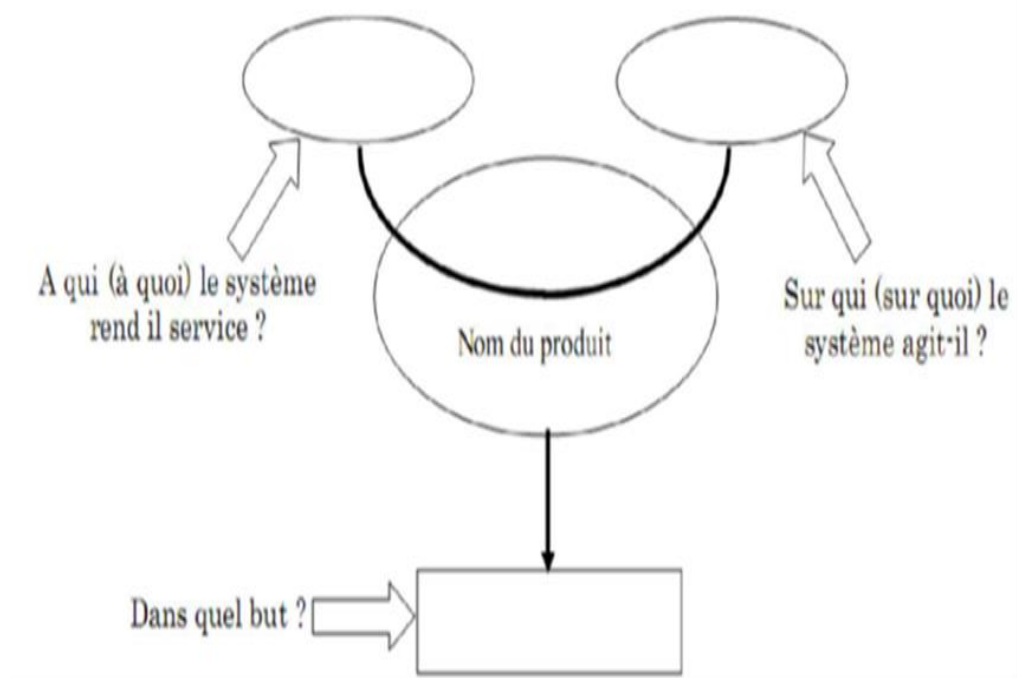 A qui (à quoi) le système
rend il service ?
Sur qui (sur quoi) le
système agit-il ?
Nom du produit
Dans quel but ?